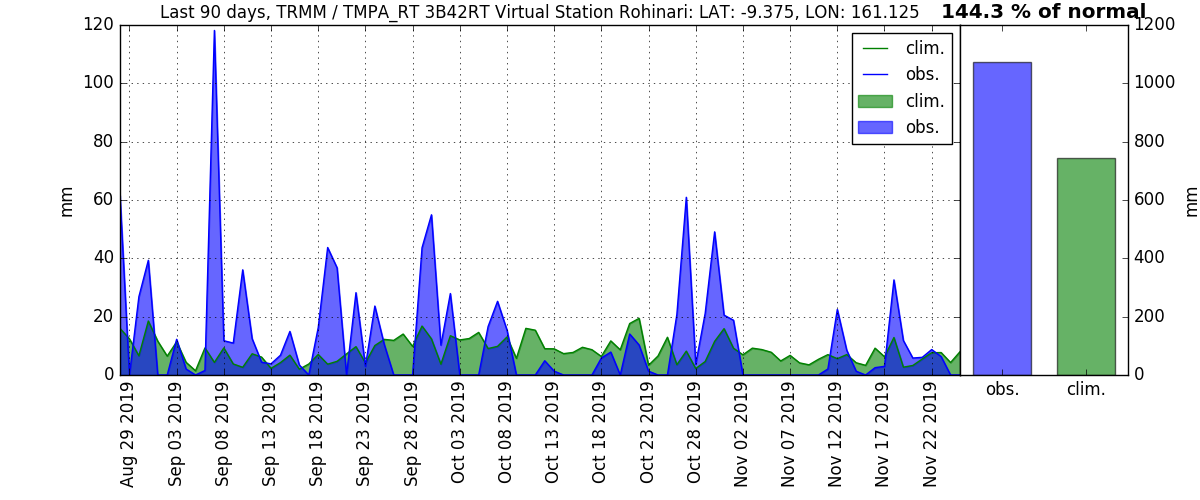 Last 90 days, TRMM / TMPA_RT 3B42RT Virtual Station Rohinari: LAT: -9.375, LON: 161.125
144.3 % of normal
120
100
80
60
40
20
0
mm
clim.
obs.
clim.
obs.
1200
1000
800
600
400
200
0
mm
obs.
clim.
Aug 29 2019
Sep 03 2019
Sep 08 2019
Sep 13 2019
Sep 18 2019
Sep 23 2019
Sep 28 2019
Oct 03 2019
Oct 08 2019
Oct 13 2019
Oct 18 2019
Oct 23 2019
Oct 28 2019
Nov 02 2019
Nov 07 2019
Nov 12 2019
Nov 17 2019
Nov 22 2019